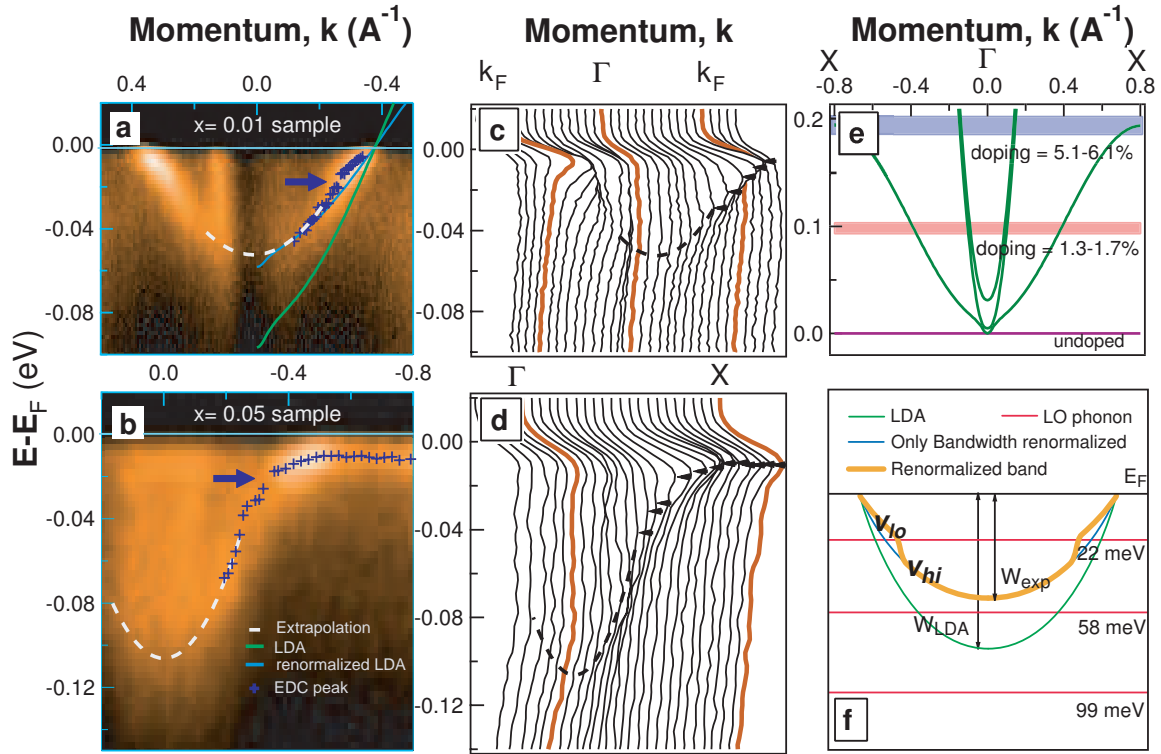 Momentum, k (A⁻¹)
0.4
0.0
-0.4
a
x= 0.01 sample
0.00
-0.04
-0.08
0.0
-0.4
-0.8
b
x= 0.05 sample
0.00
-0.04
-0.08
-0.12
E-E_F (eV)
Extrapolation
LDA
renormalized LDA
EDC peak
Momentum, k
k_F Γ k_F
c
0.00
-0.04
-0.08
Γ X
d
0.00
-0.04
-0.08
-0.12
Momentum, k (A⁻¹)
X Γ X
-0.8 -0.4 0.0 0.4 0.8
0.2
0.1
0.0
e
doping = 5.1-6.1%
doping = 1.3-1.7%
undoped
LDA
LO phonon
Only Bandwidth renormalized
Renormalized band
E_F
V_lo
V_hi
22 meV
W_exp
W_LDA
58 meV
f
99 meV